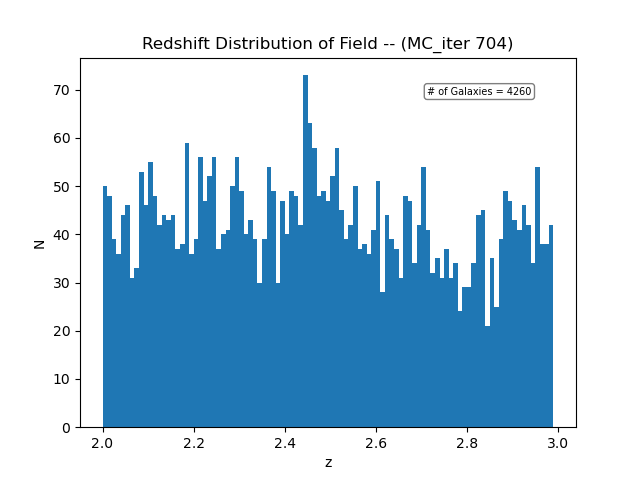 Redshift Distribution of Field -- (MC_iter 704)
# of Galaxies = 4260
N
70
60
50
40
30
20
10
0
2.0 2.2 2.4 2.6 2.8 3.0
z